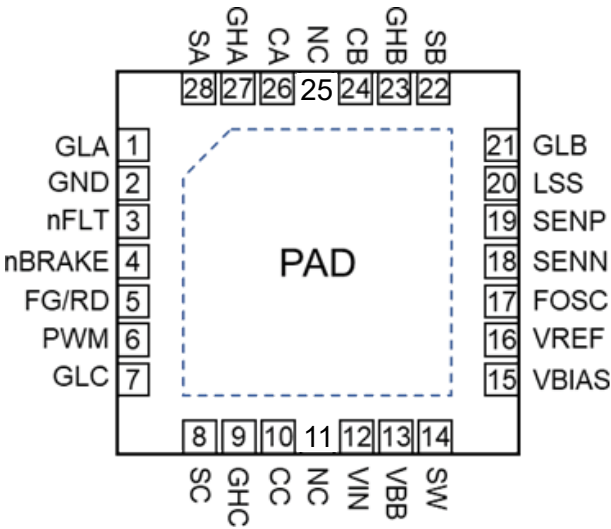 SA GHA CA NC CB GHB SB
28 27 26 25 24 23 22
GLA 1
GND 2
nFLT 3
nBRAKE 4
FG/RD 5
PWM 6
GLC 7
PAD
21 GLB
20 LSS
19 SENP
18 SENN
17 FOSC
16 VREF
15 VBIAS
8 9 10 11 12 13 14
SC GHC CC NC VIN VBB SW